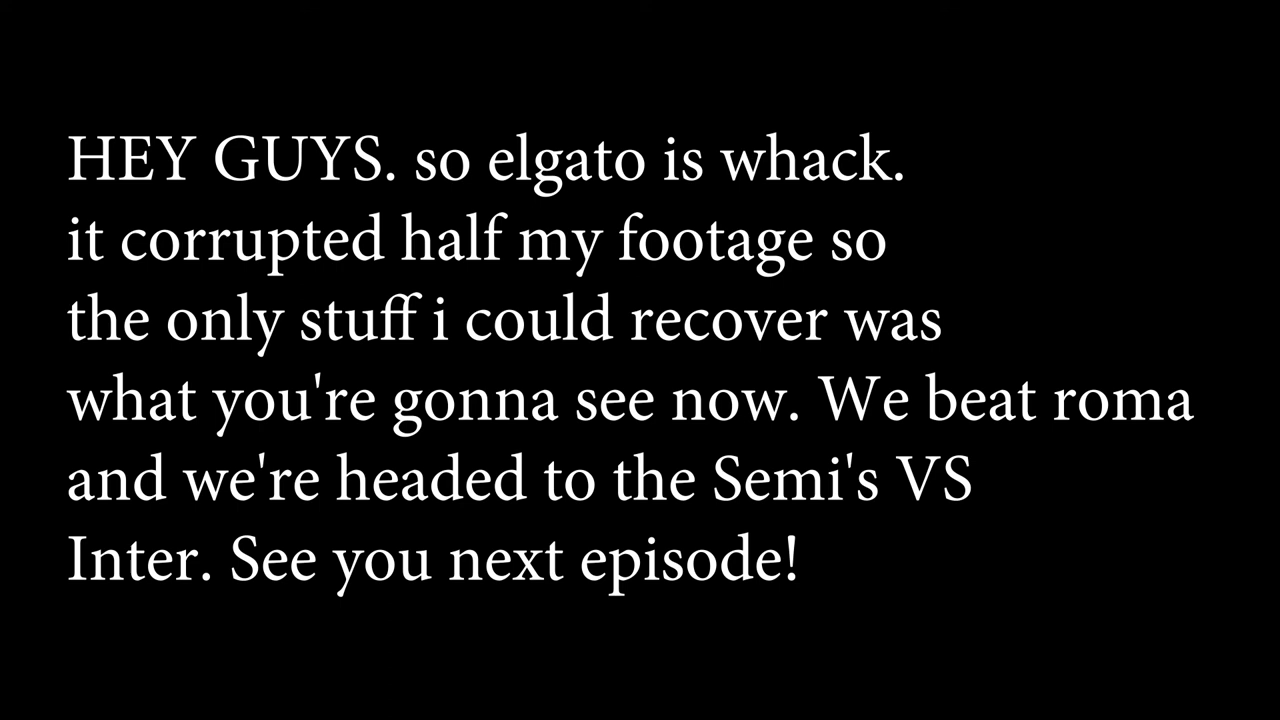 HEY GUYS. so elgato is whack.
it corrupted half my footage so
the only stuff i could recover was
what you're gonna see now. We beat roma
and we're headed to the Semi's VS
Inter. See you next episode!